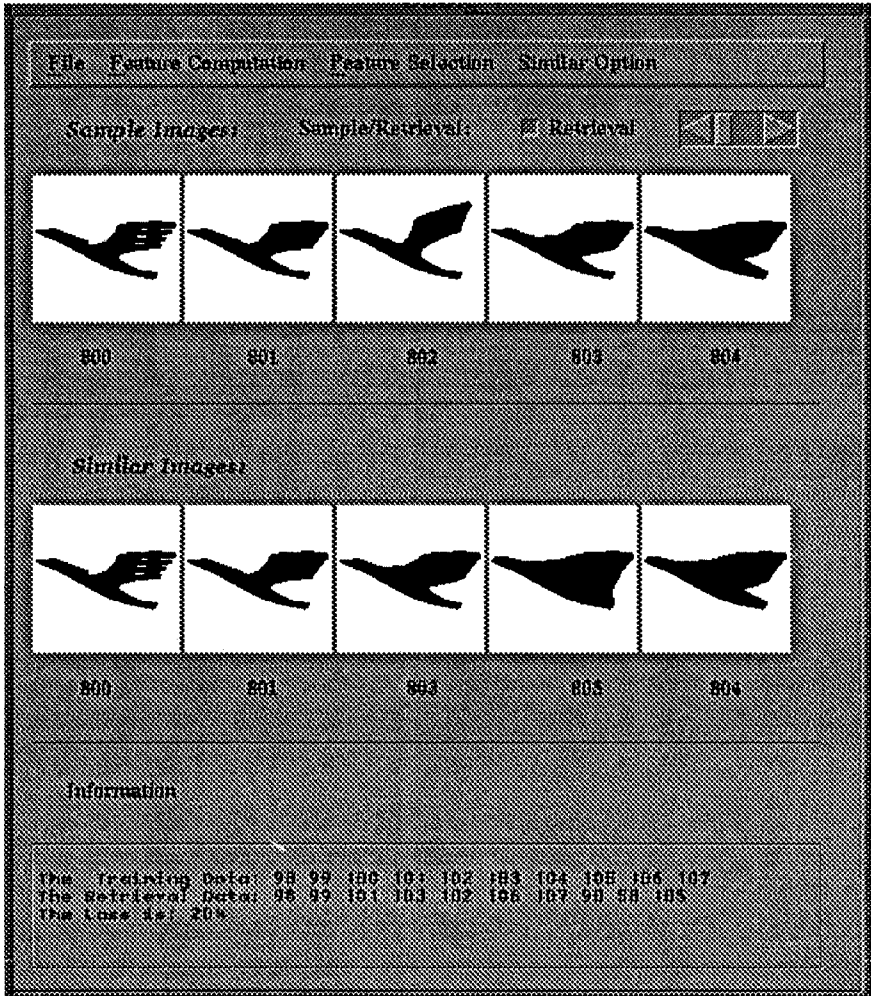 File Feature Computation Feature Selection Similar Option
Sample Images: Sample/Retrieval: Retrieval
800 801 802 803 804
Similar Images:
800 801 803 805 804
Information
The Training Data: 98 99 100 101 102 103 104 105 106 107
The Retrieval Data: 98 99 101 103 102 106 107 90 58 105
The Loss is: 20%